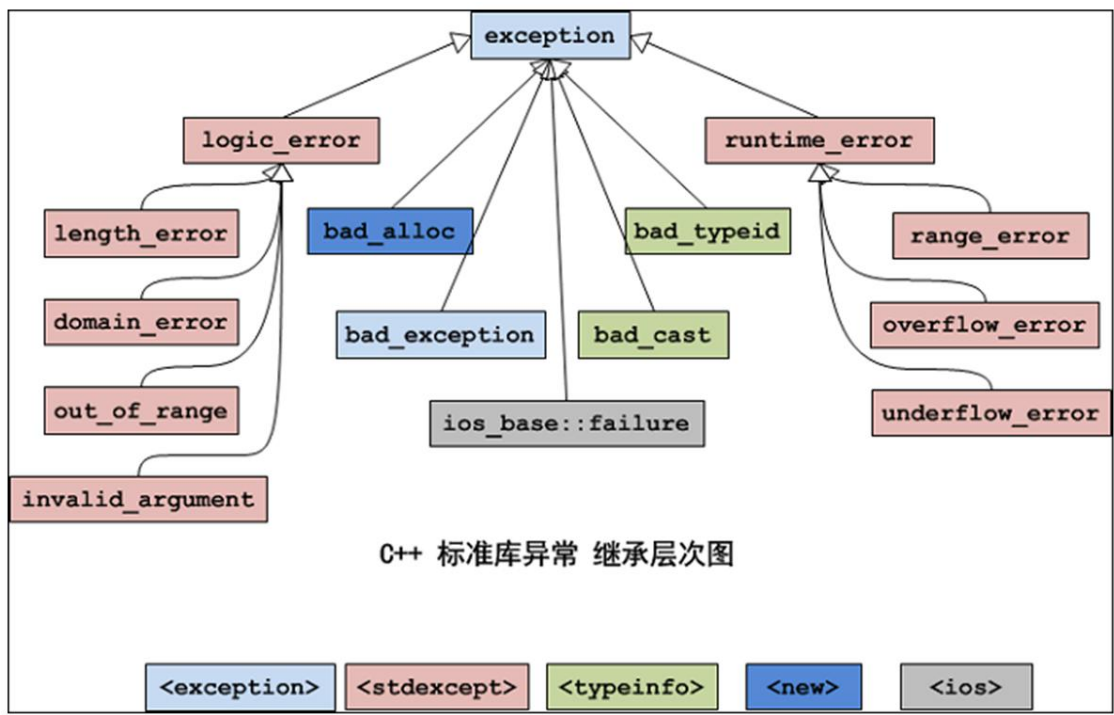 exception
logic_error
runtime_error
length_error
bad_alloc
bad_typeid
range_error
domain_error
bad_exception
bad_cast
overflow_error
out_of_range
ios_base::failure
underflow_error
invalid_argument
C++ 标准库异常 继承层次图
<exception> <stdexcept> <typeinfo> <new> <ios>